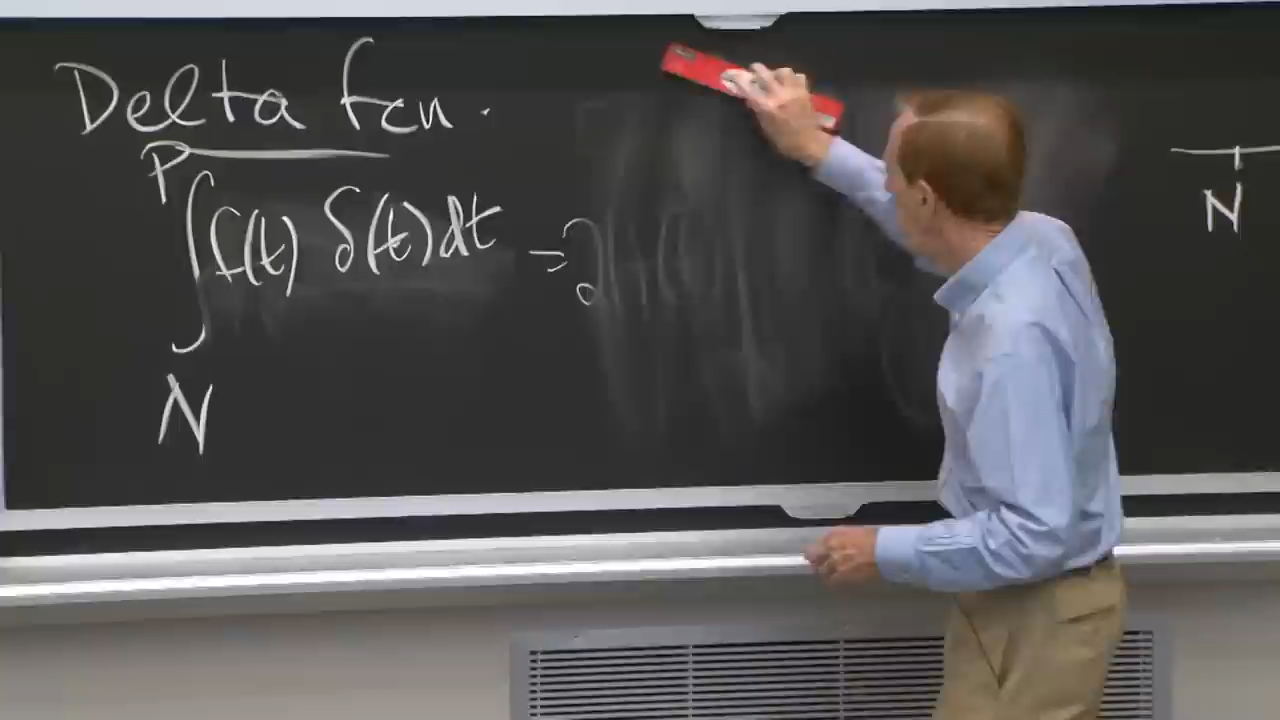 Delta fcn.
P
∫f(t) δ(t)dt =
N
N